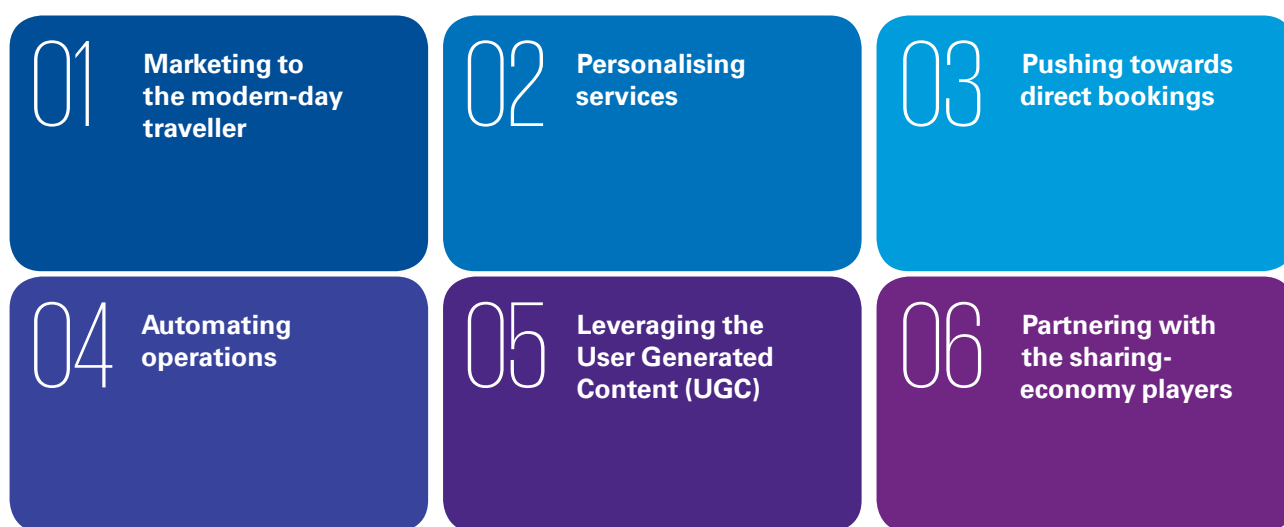 01
Marketing to
the modern-day
traveller
02
Personalising
services
03
Pushing towards
direct bookings
04
Automating
operations
05
Leveraging the
User Generated
Content (UGC)
06
Partnering with
the sharing-
economy players